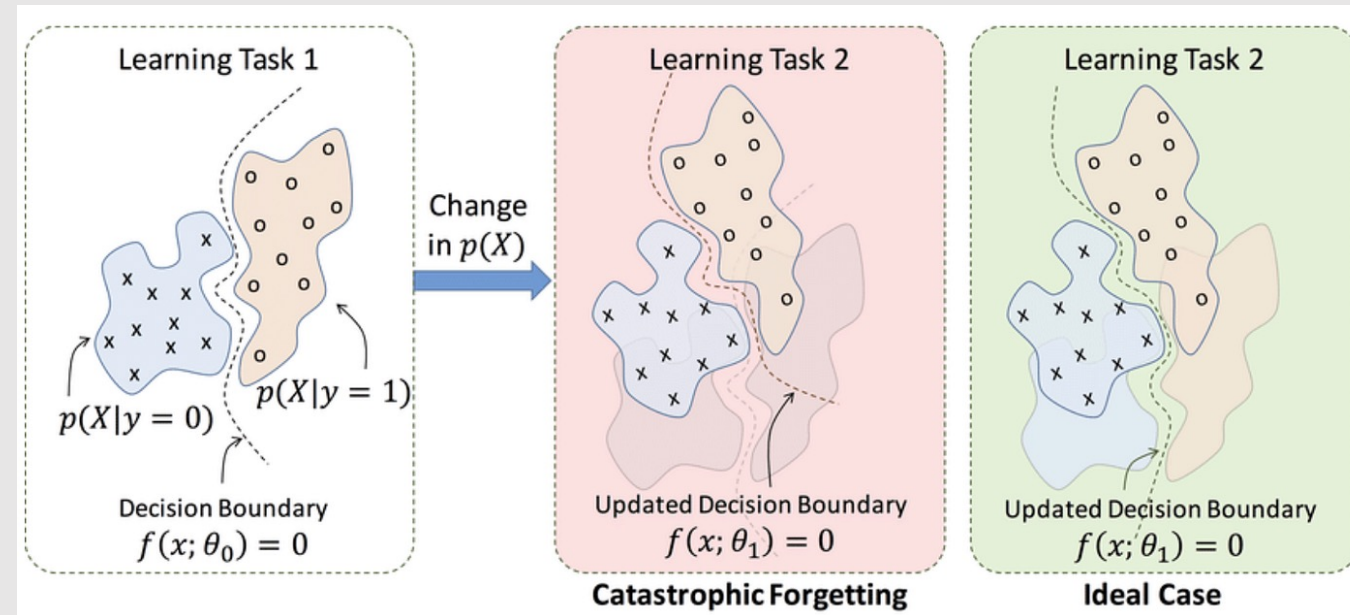 Learning Task 1
x
x
x
x
x
x
x
x
x
x
o
o
o
o
o
o
o
o
o
o
p(X|y = 0)
p(X|y = 1)
Decision Boundary
f(x; θ₀) = 0
Change
in p(X)
Learning Task 2
o
o
o
o
o
o
o
o
o
o
x
x
x
x
x
x
x
x
x
x
Updated Decision Boundary
f(x; θ₁) = 0
Catastrophic Forgetting
Learning Task 2
o
o
o
o
o
o
o
o
o
o
x
x
x
x
x
x
x
x
x
x
Updated Decision Boundary
f(x; θ₁) = 0
Ideal Case